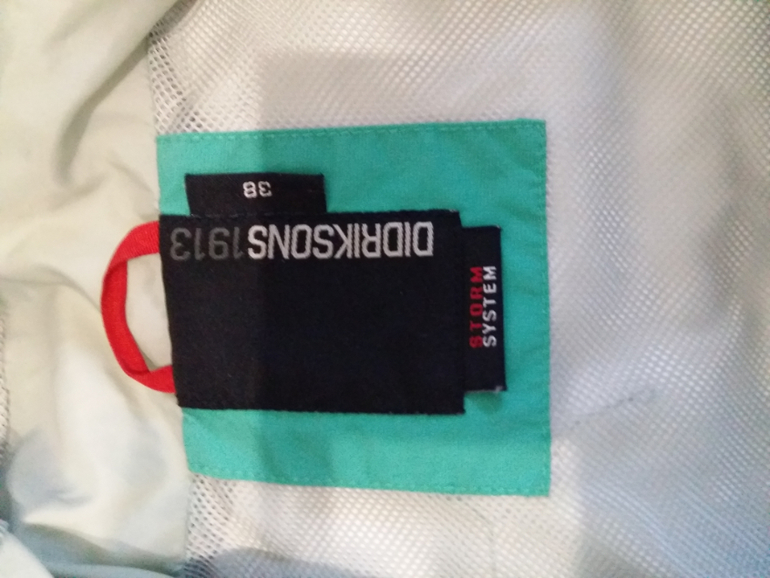 38
DIDRIKSONS1913
STORM
SYSTEM